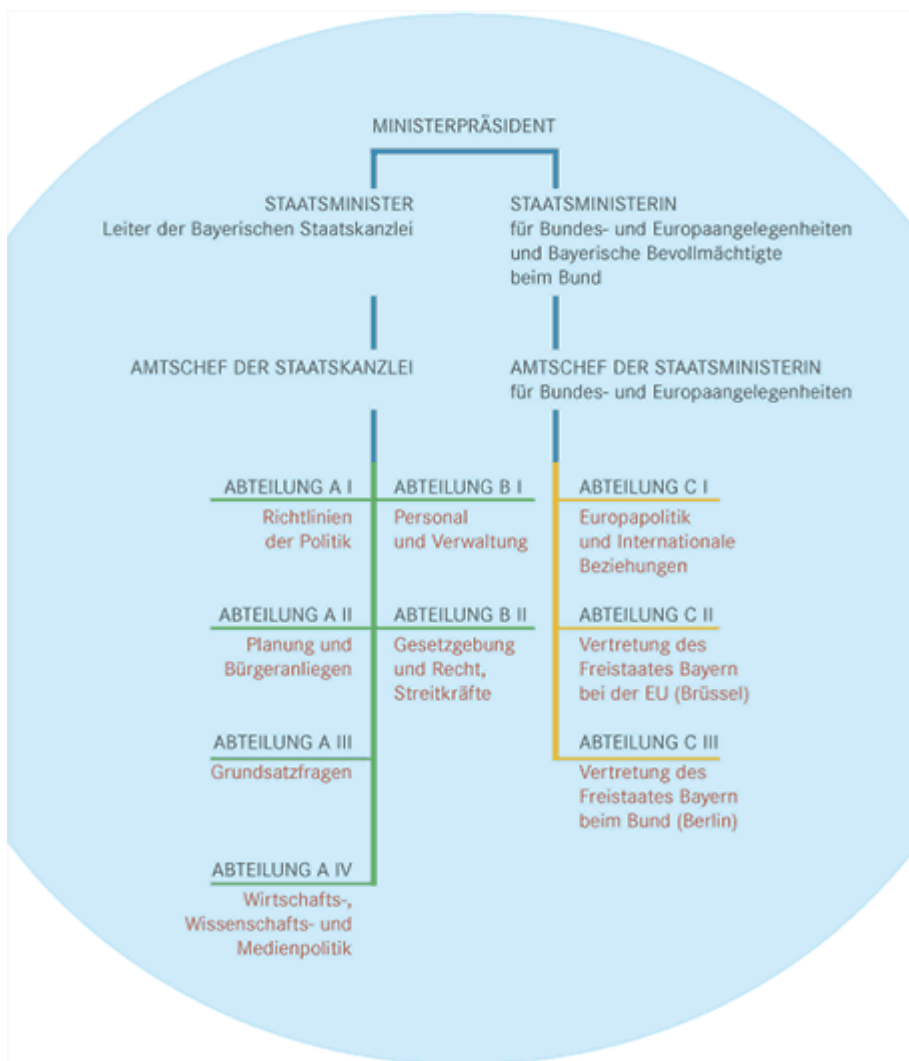 MINISTERPRÄSIDENT
STAATSMINISTER
Leiter der Bayerischen Staatskanzlei
STAATSMINISTERIN
für Bundes- und Europaangelegenheiten
und Bayerische Bevollmächtigte
beim Bund
AMTSCHEF DER STAATSKANZLEI
AMTSCHEF DER STAATSMINISTERIN
für Bundes- und Europaangelegenheiten
ABTEILUNG A I
Richtlinien
der Politik
ABTEILUNG B I
Personal
und Verwaltung
ABTEILUNG C I
Europapolitik
und Internationale
Beziehungen
ABTEILUNG A II
Planung und
Bürgeranliegen
ABTEILUNG B II
Gesetzgebung
und Recht,
Streitkräfte
ABTEILUNG C II
Vertretung des
Freistaates Bayern
bei der EU (Brüssel)
ABTEILUNG A III
Grundsatzfragen
ABTEILUNG C III
Vertretung des
Freistaates Bayern
beim Bund (Berlin)
ABTEILUNG A IV
Wirtschafts-,
Wissenschafts- und
Medienpolitik